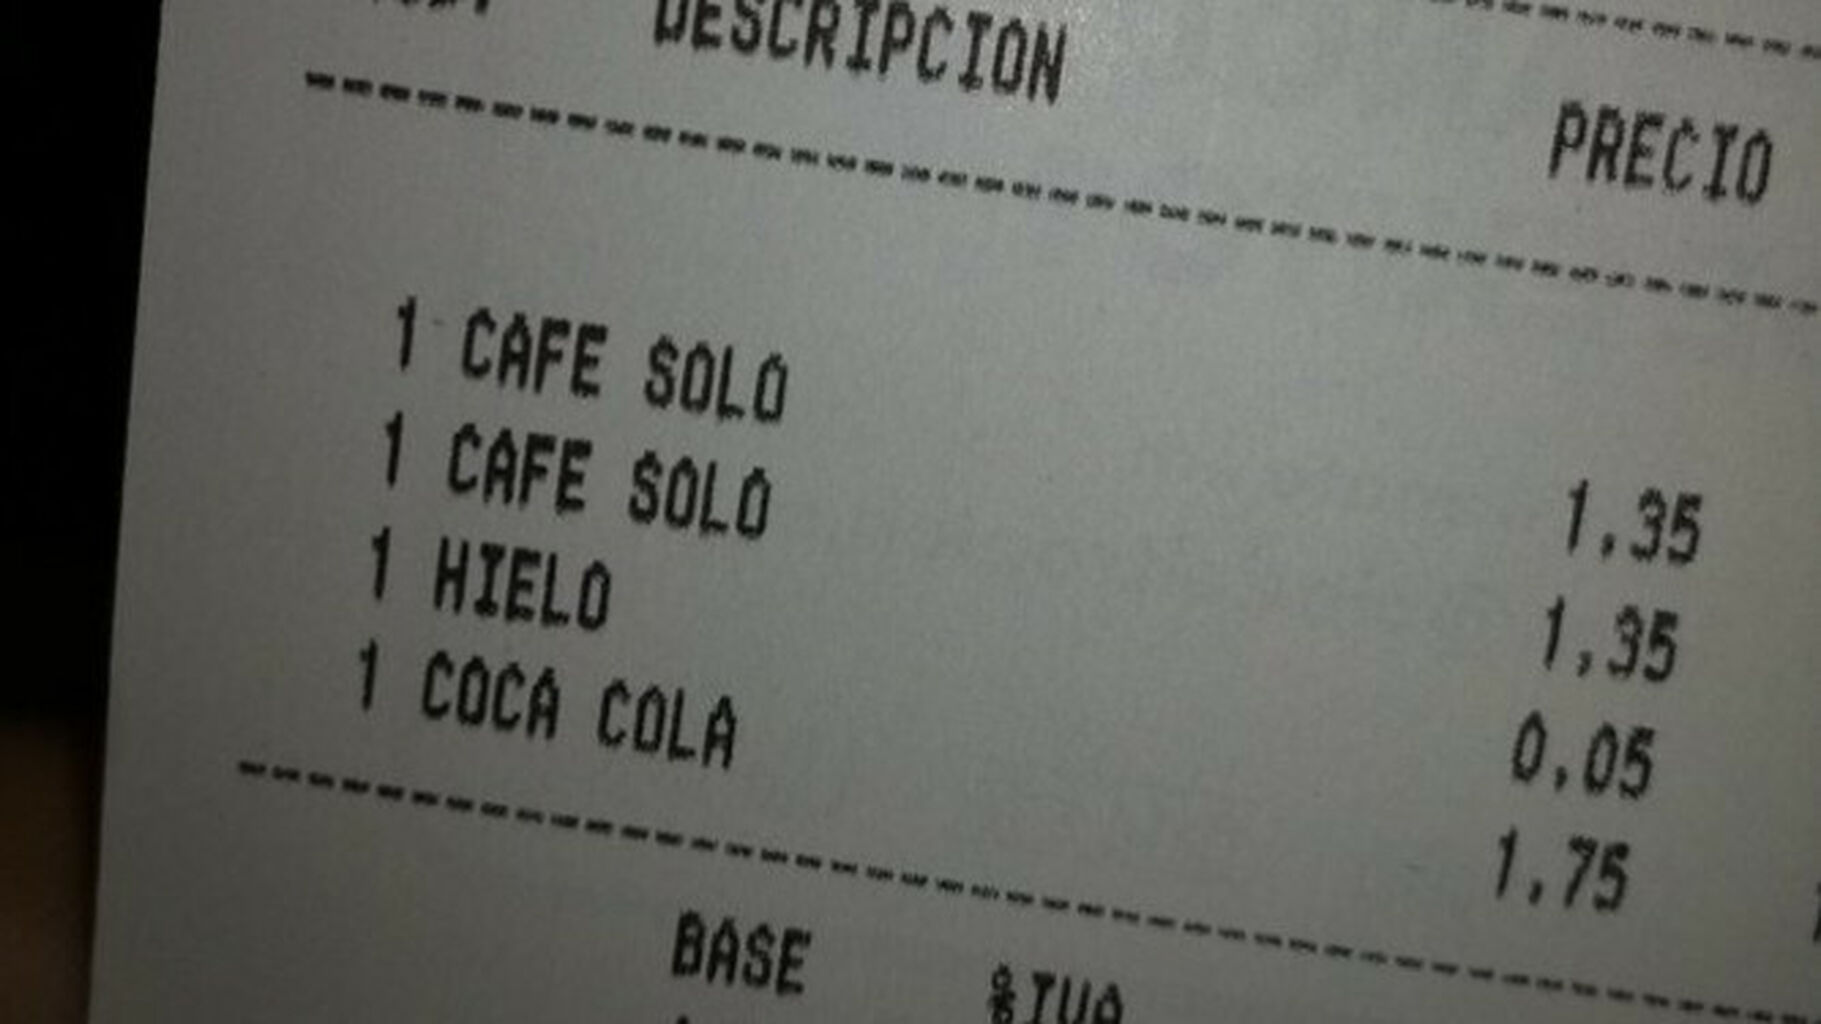 DESCRIPCION PRECIO
1 CAFE SOLO 1,35
1 CAFE SOLO 1,35
1 HIELO 0,05
1 COCA COLA 1,75
BASE %IVA